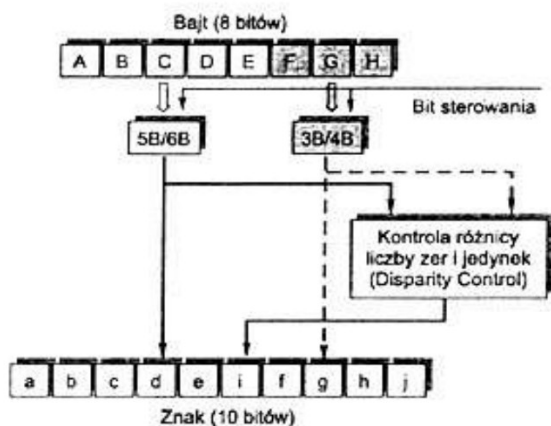 Bajt (8 bitów)
A B C D E F G H
Bit sterowania
5B/6B 3B/4B
Kontrola różnicy
liczby zer i jedynek
(Disparity Control)
a b c d e i f g h j
Znak (10 bitów)